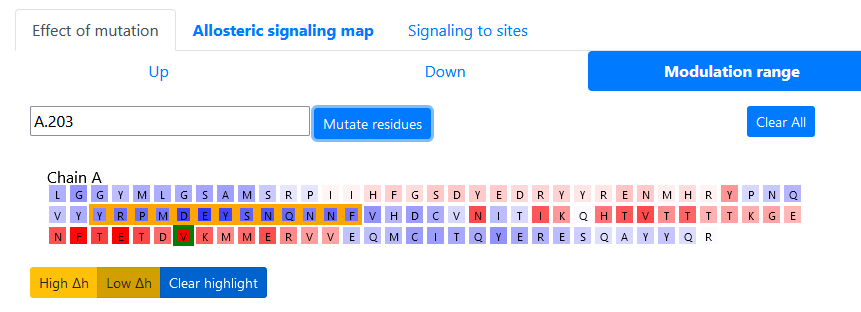 Effect of mutation Allosteric signaling map Signaling to sites
Up Down Modulation range
A.203 Mutate residues Clear All
Chain A
L G G Y M L G S A M S R P I I H F G S D Y E D R Y Y R E N M H R Y P N Q
V Y Y R P M D E Y S N Q N N F V H D C V N I T I K Q H T V T T T T K G E
N F T E T D V K M M E R V V E Q M C I T Q Y E R E S Q A Y Y Q R
High Δh Low Δh Clear highlight